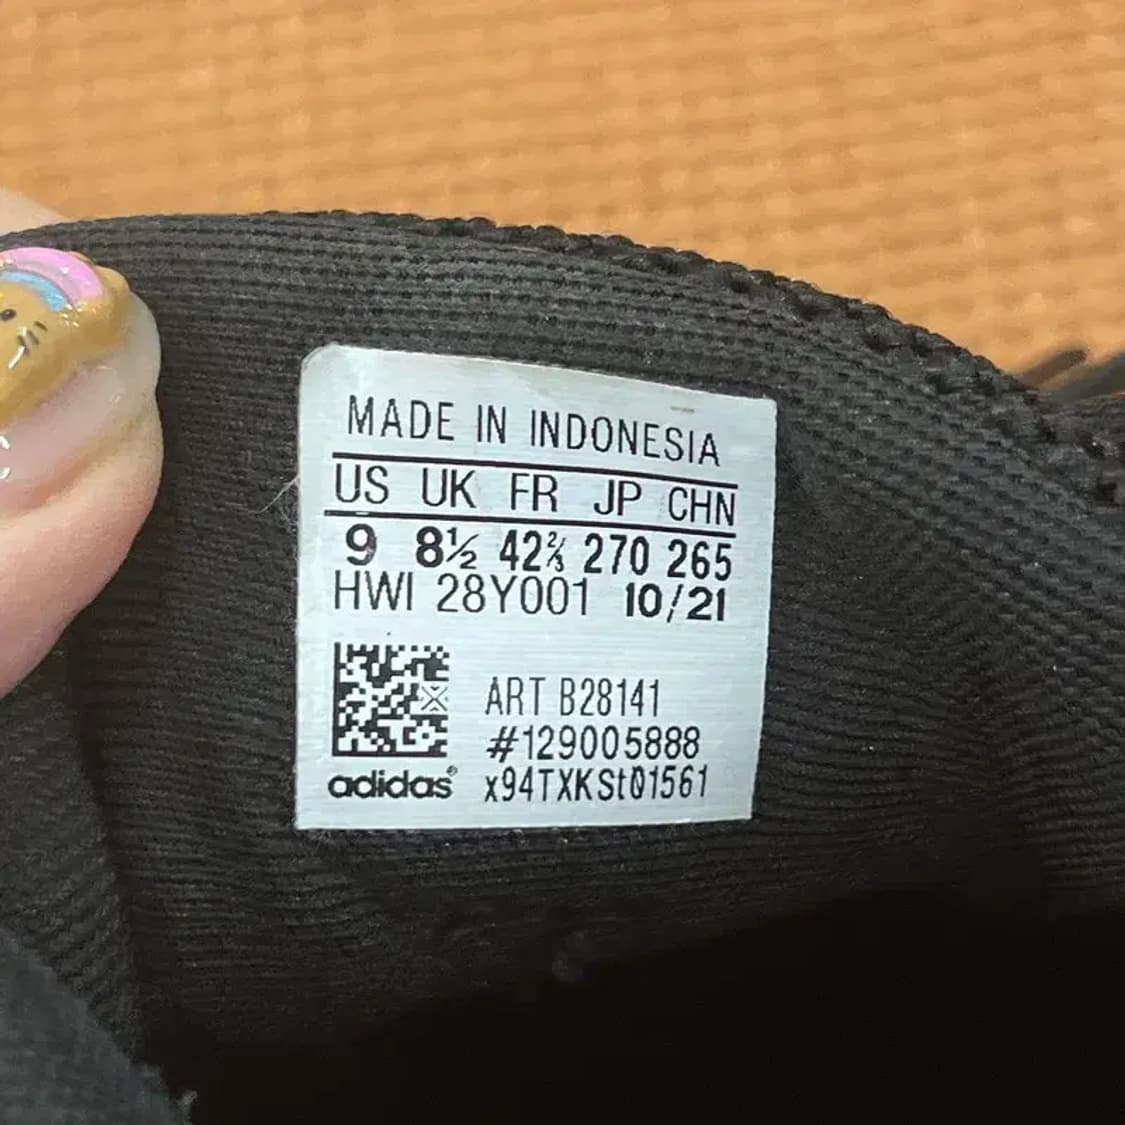 MADE IN INDONESIA
US UK FR JP CHN
9 8½ 42⅔ 270 265
HWI 28Y001 10/21
ART B28141
#129005888
adidas® x94TXKSt01561